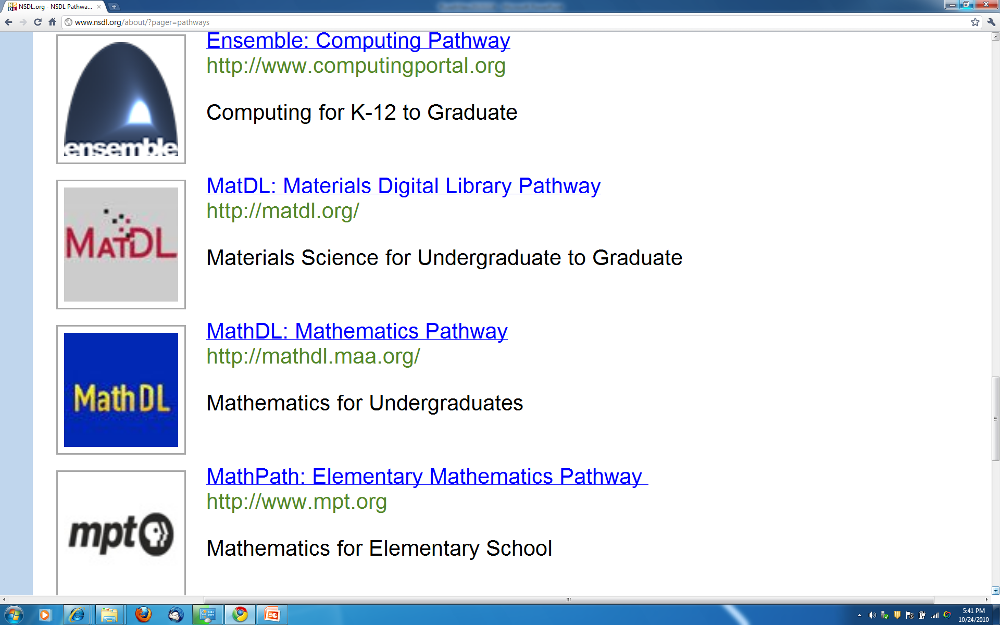 NSDL.org - NSDL Pathwa...
www.nsdl.org/about/?pager=pathways
ensemble
Ensemble: Computing Pathway
http://www.computingportal.org
Computing for K-12 to Graduate
MATDL
MatDL: Materials Digital Library Pathway
http://matdl.org/
Materials Science for Undergraduate to Graduate
Math DL
MathDL: Mathematics Pathway
http://mathdl.maa.org/
Mathematics for Undergraduates
mpt
MathPath: Elementary Mathematics Pathway
http://www.mpt.org
Mathematics for Elementary School
5:41 PM
10/24/2010